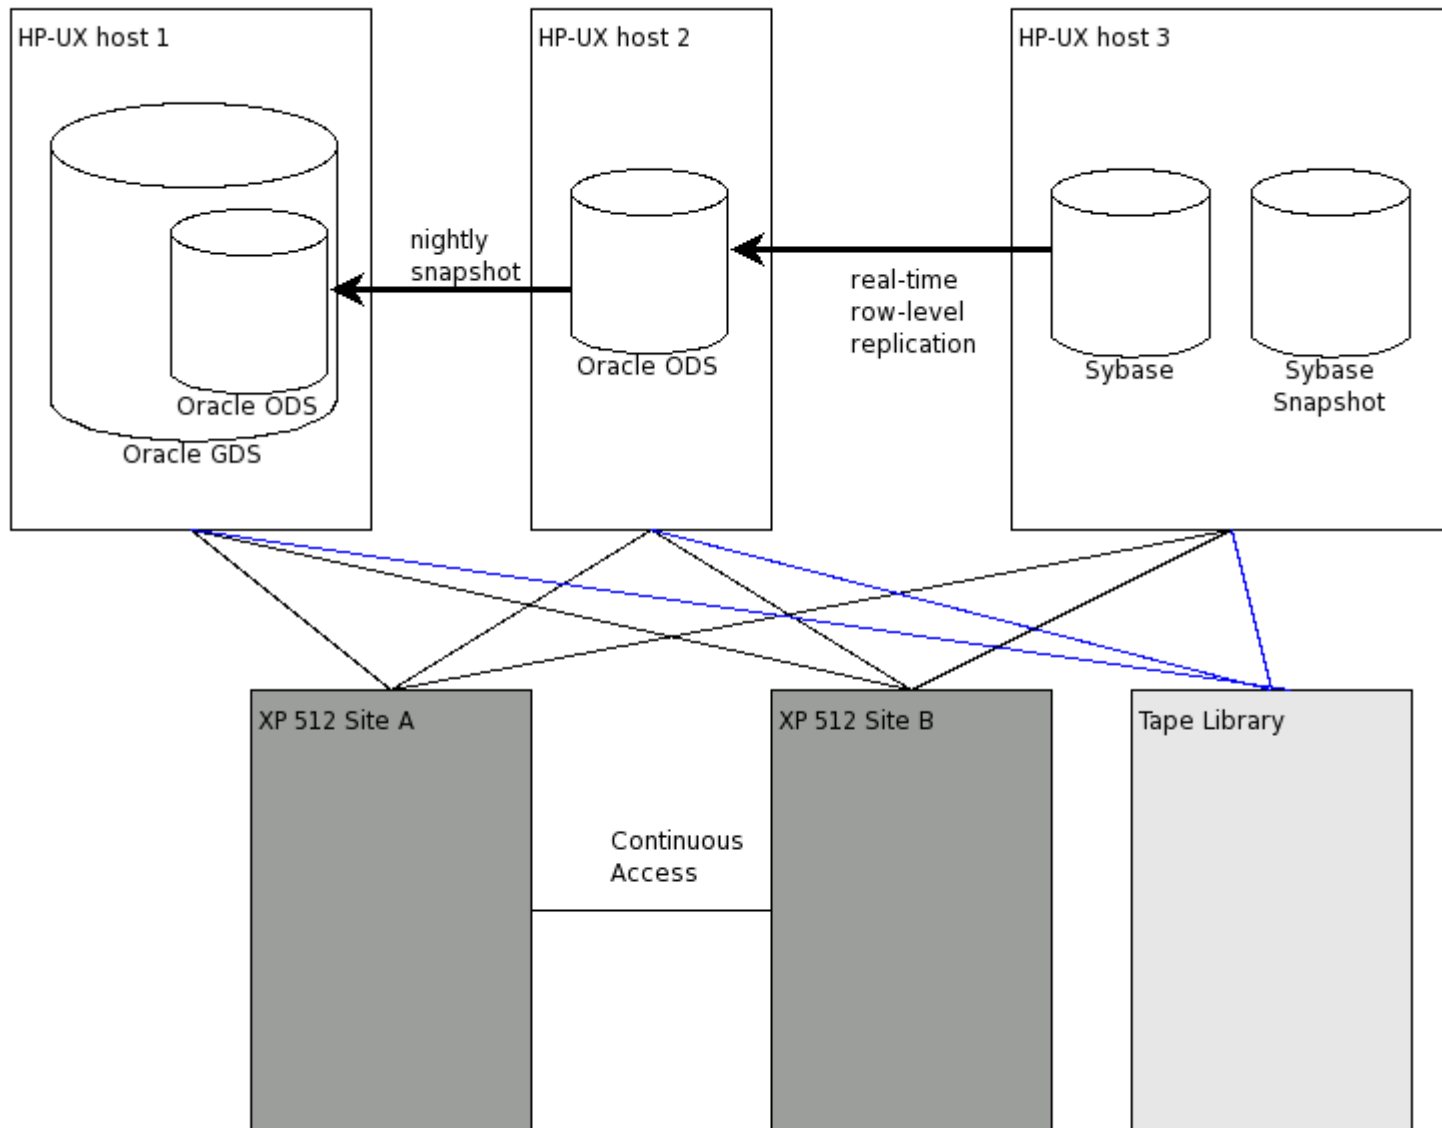 HP-UX host 1
HP-UX host 2
HP-UX host 3
nightly
snapshot
real-time
row-level
replication
Oracle ODS
Oracle GDS
Oracle ODS
Sybase
Sybase
Snapshot
XP 512 Site A
XP 512 Site B
Tape Library
Continuous
Access